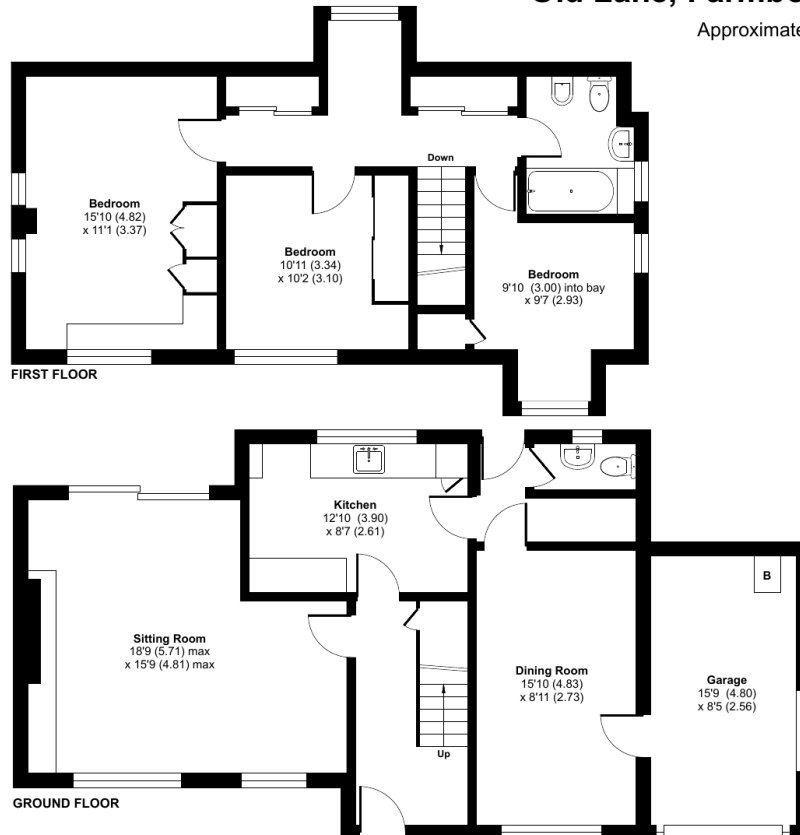 Approximate
Down
Bedroom
15'10 (4.82)
x 11'1 (3.37)
Bedroom
10'11 (3.34)
x 10'2 (3.10)
Bedroom
9'10 (3.00) into bay
x 9'7 (2.93)
FIRST FLOOR
Kitchen
12'10 (3.90)
x 8'7 (2.61)
B
Sitting Room
18'9 (5.71) max
x 15'9 (4.81) max
Dining Room
15'10 (4.83)
x 8'11 (2.73)
Garage
15'9 (4.80)
x 8'5 (2.56)
Up
GROUND FLOOR